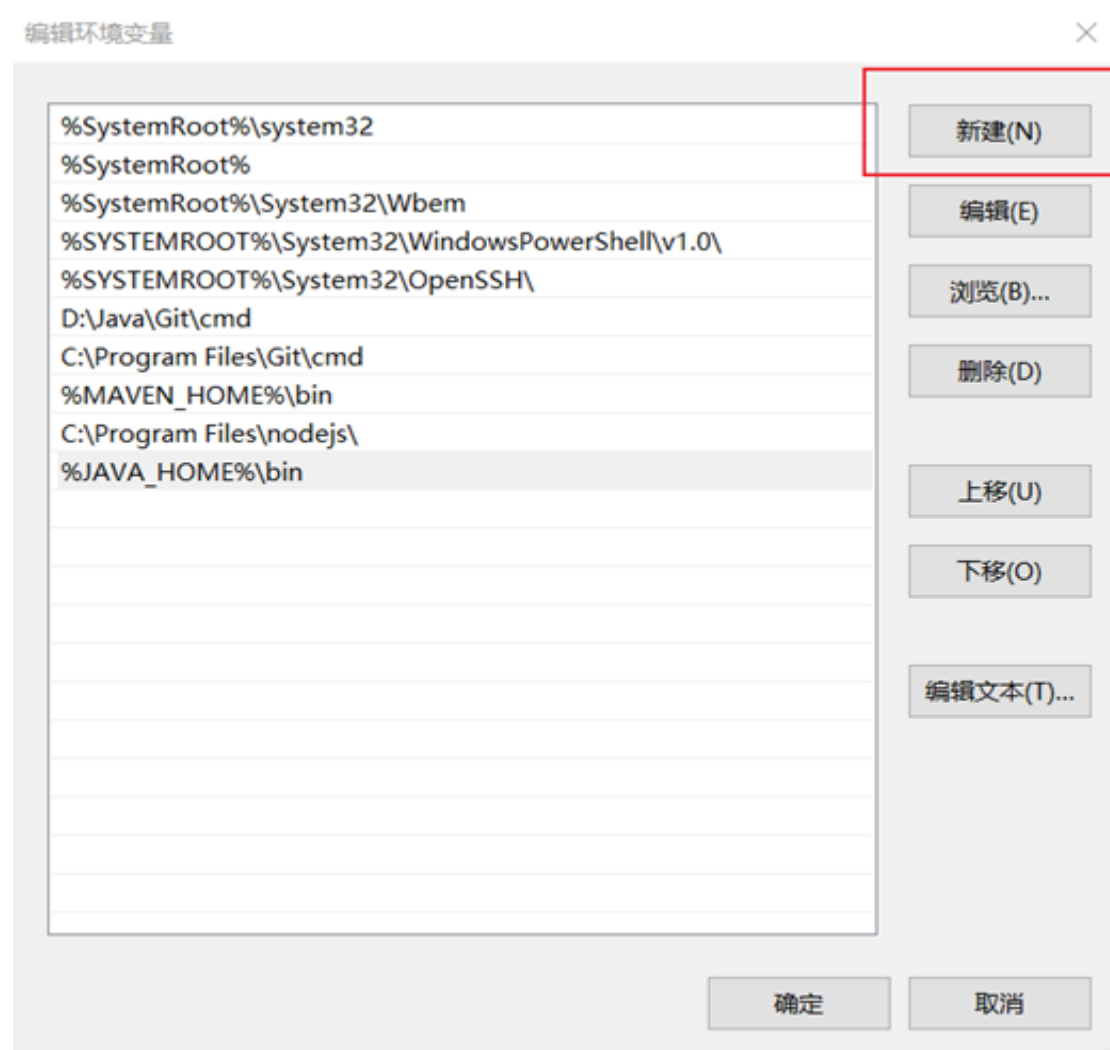 编辑环境变量
%SystemRoot%\system32
%SystemRoot%
%SystemRoot%\System32\Wbem
%SYSTEMROOT%\System32\WindowsPowerShell\v1.0\
%SYSTEMROOT%\System32\OpenSSH\
D:\Java\Git\cmd
C:\Program Files\Git\cmd
%MAVEN_HOME%\bin
C:\Program Files\nodejs\
%JAVA_HOME%\bin
新建(N)
编辑(E)
浏览(B)...
删除(D)
上移(U)
下移(O)
编辑文本(T)...
确定
取消